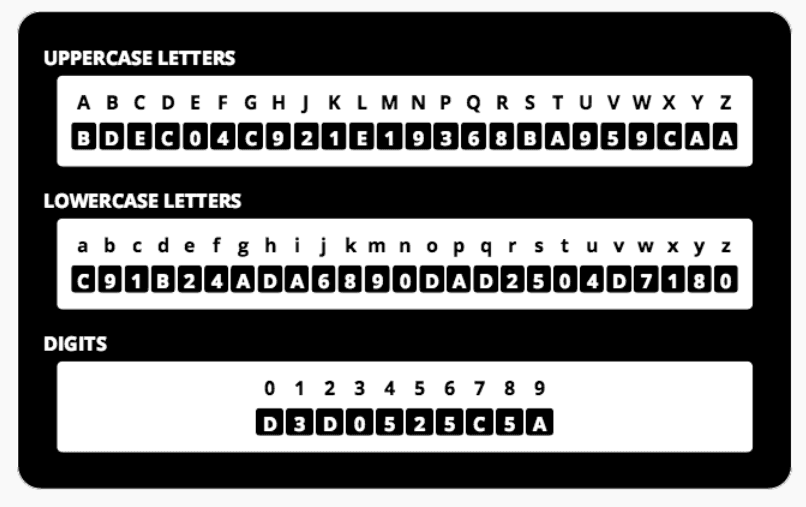 UPPERCASE LETTERS
A B C D E F G H J K L M N P Q R S T U V W X Y Z
B D E C 0 4 C 9 2 1 E 1 9 3 6 8 B A 9 5 9 C A A
LOWERCASE LETTERS
a b c d e f g h i j k m n o p q r s t u v w x y z
C 9 1 B 2 4 A D A 6 8 9 0 D A D 2 5 0 4 D 7 1 8 0
DIGITS
0 1 2 3 4 5 6 7 8 9
D 3 D 0 5 2 5 C 5 A